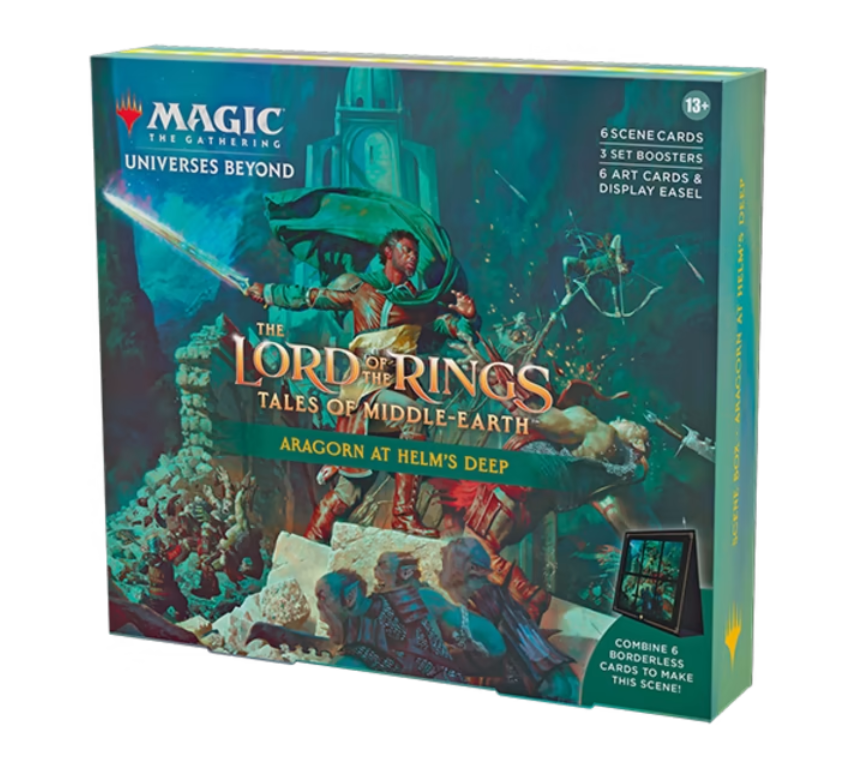 MAGIC
THE GATHERING
UNIVERSES BEYOND
13+
6 SCENE CARDS
3 SET BOOSTERS
6 ART CARDS &
DISPLAY EASEL
THE
LORD OF THE RINGS
TALES OF MIDDLE-EARTH™
ARAGORN AT HELM'S DEEP
COMBINE 6
BORDERLESS
CARDS TO MAKE
THIS SCENE!
SCENE BOX - ARAGORN AT HELM'S DEEP